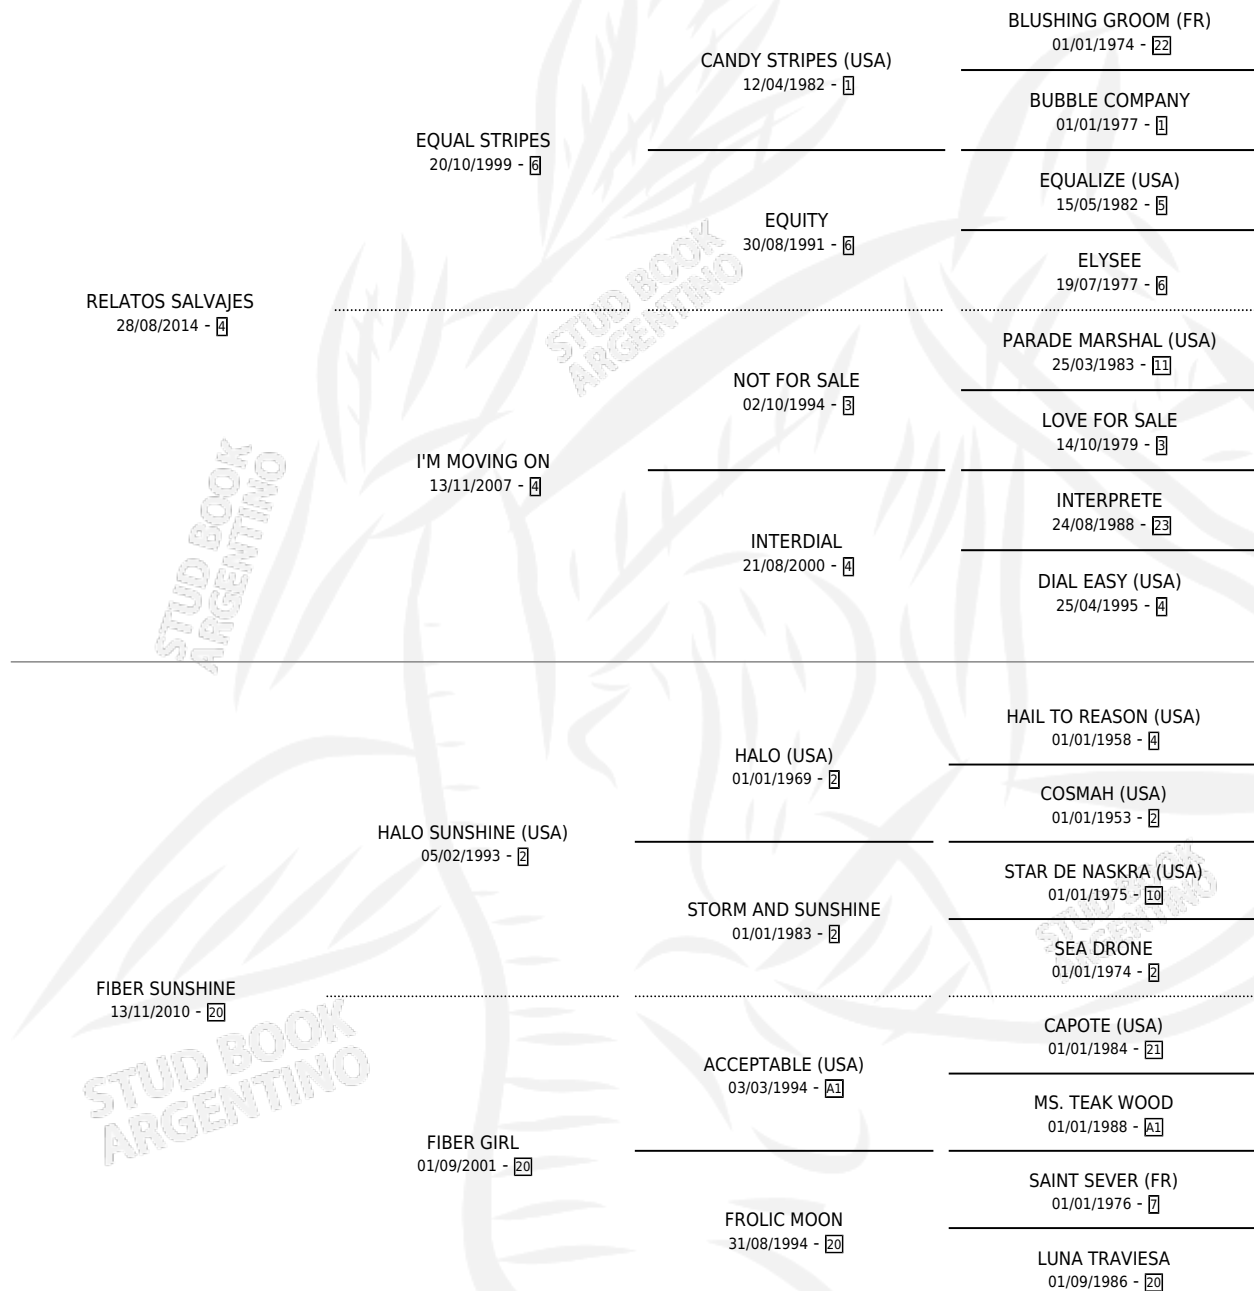 BLUSHING GROOM (FR)
01/01/1974 - 22
CANDY STRIPES (USA)
12/04/1982 - 1
BUBBLE COMPANY
01/01/1977 - 1
EQUAL STRIPES
20/10/1999 - 6
EQUALIZE (USA)
15/05/1982 - 5
EQUITY
30/08/1991 - 6
ELYSEE
19/07/1977 - 6
RELATOS SALVAJES
28/08/2014 - 4
PARADE MARSHAL (USA)
25/03/1983 - 11
NOT FOR SALE
02/10/1994 - 3
LOVE FOR SALE
14/10/1979 - 3
I'M MOVING ON
13/11/2007 - 4
INTERPRETE
24/08/1988 - 23
INTERDIAL
21/08/2000 - 4
DIAL EASY (USA)
25/04/1995 - 4
HAIL TO REASON (USA)
01/01/1958 - 4
HALO (USA)
01/01/1969 - 2
COSMAH (USA)
01/01/1953 - 2
HALO SUNSHINE (USA)
05/02/1993 - 2
STAR DE NASKRA (USA)
01/01/1975 - 10
STORM AND SUNSHINE
01/01/1983 - 2
SEA DRONE
01/01/1974 - 2
FIBER SUNSHINE
13/11/2010 - 20
CAPOTE (USA)
01/01/1984 - 21
ACCEPTABLE (USA)
03/03/1994 - A1
MS. TEAK WOOD
01/01/1988 - A1
FIBER GIRL
01/09/2001 - 20
SAINT SEVER (FR)
01/01/1976 - 7
FROLIC MOON
31/08/1994 - 20
LUNA TRAVIESA
01/09/1986 - 20
STUD BOOK
ARGENTINO
STUD BOOK
ARGENTINO
STUD BOOK
ARGENTINO
STUD BOOK
ARGENTINO